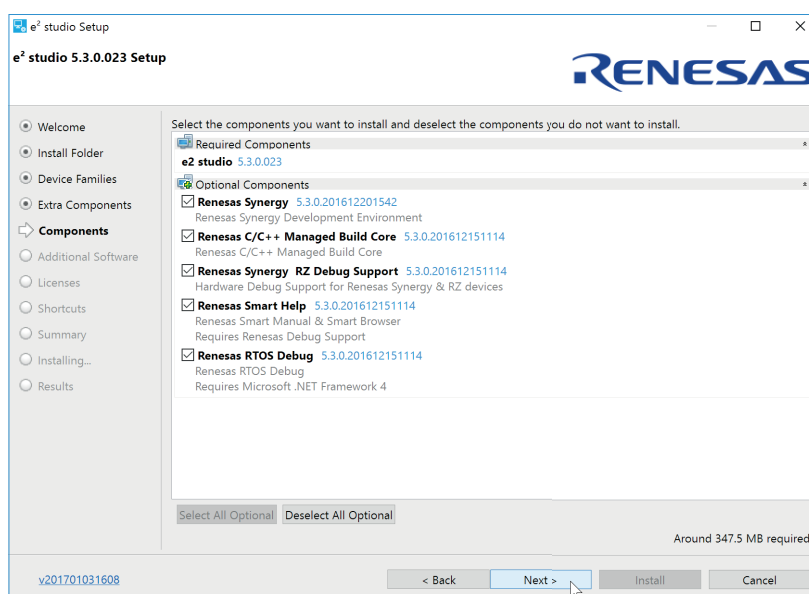 e² studio Setup
e² studio 5.3.0.023 Setup
RENESAS
Welcome
Install Folder
Device Families
Extra Components
Components
Additional Software
Licenses
Shortcuts
Summary
Installing...
Results
Select the components you want to install and deselect the components you do not want to install.
Required Components
e2 studio 5.3.0.023
Optional Components
Renesas Synergy 5.3.0.201612201542
Renesas Synergy Development Environment
Renesas C/C++ Managed Build Core 5.3.0.201612151114
Renesas C/C++ Managed Build Core
Renesas Synergy RZ Debug Support 5.3.0.201612151114
Hardware Debug Support for Renesas Synergy & RZ devices
Renesas Smart Help 5.3.0.201612151114
Renesas Smart Manual & Smart Browser
Requires Renesas Debug Support
Renesas RTOS Debug 5.3.0.201612151114
Renesas RTOS Debug
Requires Microsoft .NET Framework 4
Select All Optional Deselect All Optional
Around 347.5 MB required
v201701031608 < Back Next > Install Cancel